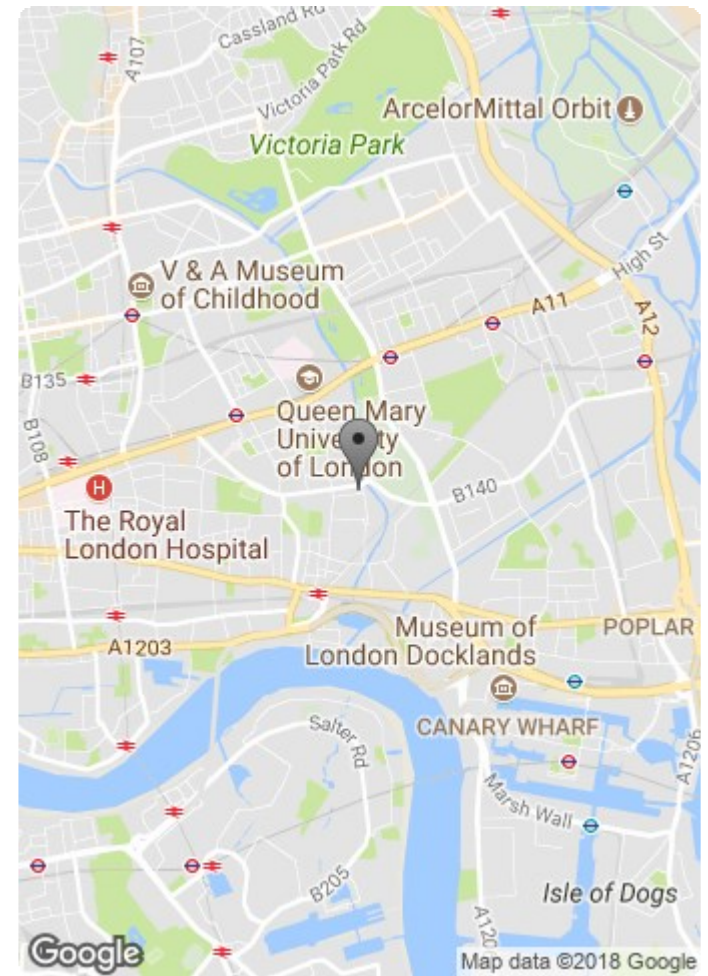 Cassland Rd
A107
Victoria Park Rd
ArcelorMittal Orbit
Victoria Park
High St
V & A Museum
of Childhood
A11
A12
B135
Queen Mary
University
of London
B108
B140
H
The Royal
London Hospital
Museum of
London Docklands
POPLAR
A1203
Salter Rd
CANARY WHARF
A1206
Marsh Wall
B205
Isle of Dogs
Google
Map data ©2018 Google